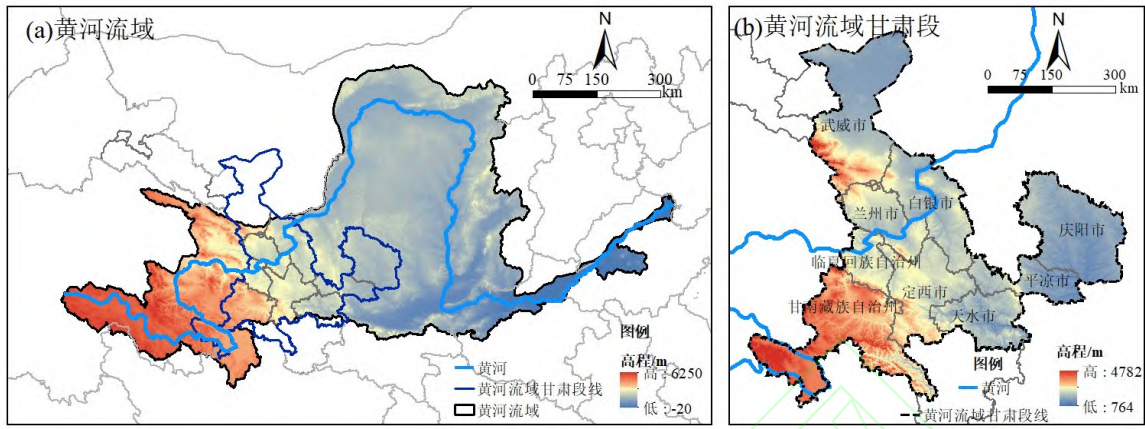 (a)黄河流域
N
0 75 150 300
km
图例
高程/m
高 : 6250
低 : -20
黄河
黄河流域甘肃段线
黄河流域
(b)黄河流域甘肃段
N
0 75 150 300
km
武威市
白银市
兰州市
庆阳市
临夏回族自治州
平凉市
定西市
甘南藏族自治州
天水市
图例
黄河
黄河流域甘肃段线
高程/m
高 : 4782
低 : 764